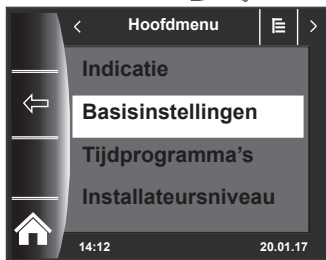 Hoofdmenu
Indicatie
Basisinstellingen
Tijdprogramma's
Installateursniveau
14:12 20.01.17